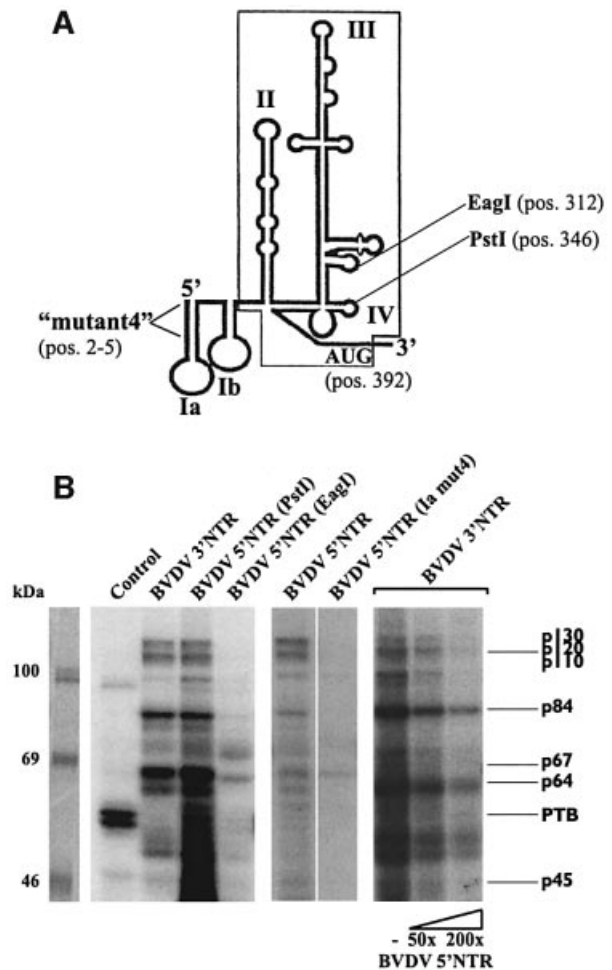 A
III
II
EagI (pos. 312)
PstI (pos. 346)
5'
"mutant4"
(pos. 2-5)
IV
Ib
Ia
AUG
3'
(pos. 392)
B
Control
BVDV 3'NTR
BVDV 5'NTR (PstI)
BVDV 5'NTR (EagI)
BVDV 5'NTR
BVDV 5'NTR (Ia mut4)
BVDV 3'NTR
kDa
100
69
46
p130
p120
p110
p84
p67
p64
PTB
p45
- 50x 200x
BVDV 5'NTR